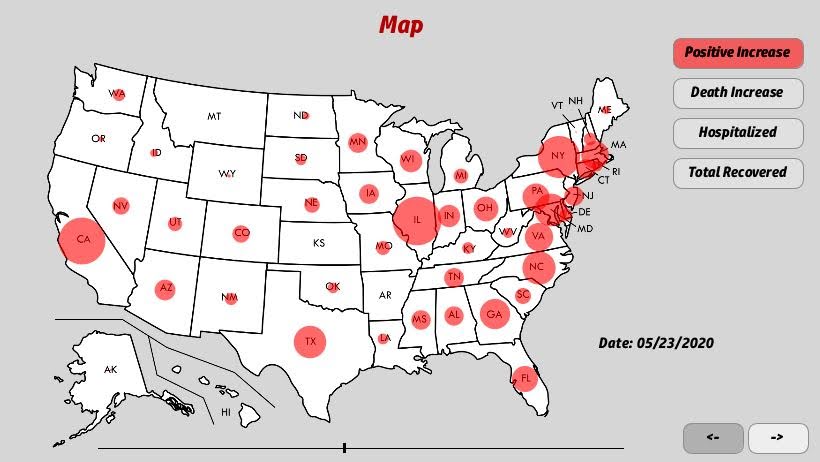 Map
Positive Increase
Death Increase
Hospitalized
Total Recovered
WA
MT
ND
MN
VT
NH
ME
OR
ID
SD
WI
MI
NY
MA
RI
CT
WY
NV
UT
CO
NE
IA
IL
IN
OH
PA
NJ
DE
MD
CA
KS
MO
KY
WV
VA
AZ
NM
OK
AR
TN
NC
SC
TX
LA
MS
AL
GA
FL
AK
HI
Date: 05/23/2020
<-
->